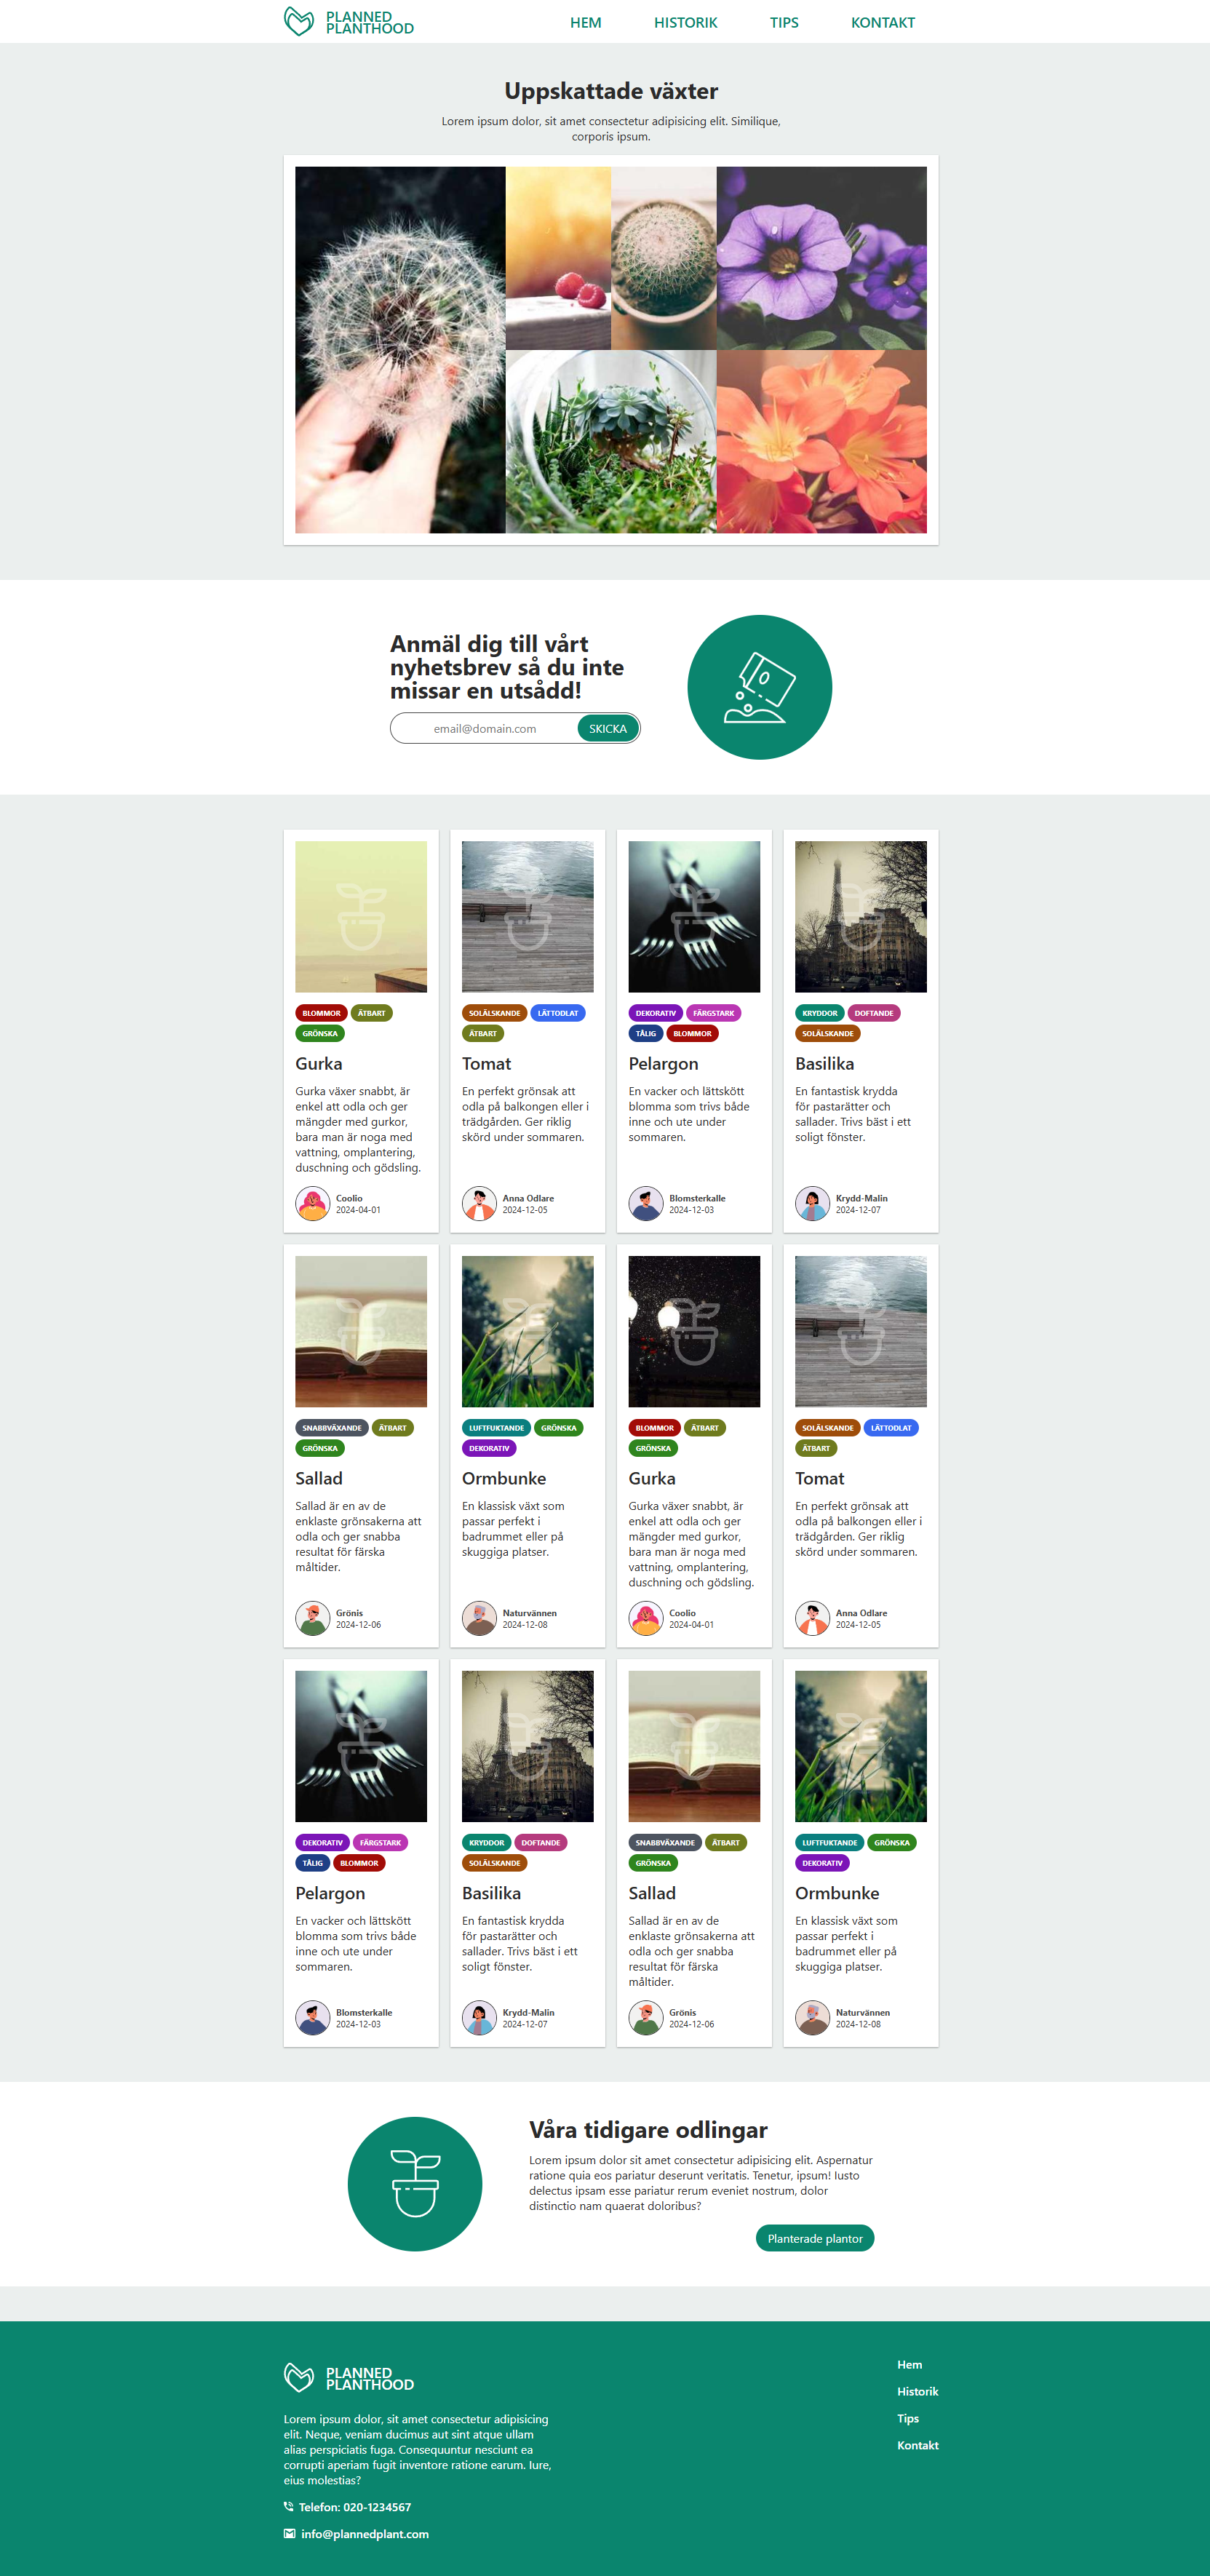 PLANNED
PLANTHOOD
HEM HISTORIK TIPS KONTAKT
Uppskattade växter
Lorem ipsum dolor, sit amet consectetur adipisicing elit. Similique,
corporis ipsum.
Anmäl dig till vårt
nyhetsbrev så du inte
missar en utsådd!
email@domain.com SKICKA
BLOMMOR ÄTBART
GRÖNSKA
Gurka
Gurka växer snabbt, är
enkel att odla och ger
mängder med gurkor,
bara man är noga med
vattning, omplantering,
duschning och gödsling.
Coolio
2024-04-01
SOLÄLSKANDE LÄTTODLAT
ÄTBART
Tomat
En perfekt grönsak att
odla på balkongen eller i
trädgården. Ger riklig
skörd under sommaren.
Anna Odlare
2024-12-05
DEKORATIV FÄRGSTARK
TÅLIG BLOMMOR
Pelargon
En vacker och lättskött
blomma som trivs både
inne och ute under
sommaren.
Blomsterkalle
2024-12-03
KRYDDOR DOFTANDE
SOLÄLSKANDE
Basilika
En fantastisk krydda
för pastarätter och
sallader. Trivs bäst i ett
soligt fönster.
Krydd-Malin
2024-12-07
SNABBVÄXANDE ÄTBART
GRÖNSKA
Sallad
Sallad är en av de
enklaste grönsakerna att
odla och ger snabba
resultat för färska
måltider.
Grönis
2024-12-06
LUFTFUKTANDE GRÖNSKA
DEKORATIV
Ormbunke
En klassisk växt som
passar perfekt i
badrummet eller på
skuggiga platser.
Naturvännen
2024-12-08
BLOMMOR ÄTBART
GRÖNSKA
Gurka
Gurka växer snabbt, är
enkel att odla och ger
mängder med gurkor,
bara man är noga med
vattning, omplantering,
duschning och gödsling.
Coolio
2024-04-01
SOLÄLSKANDE LÄTTODLAT
ÄTBART
Tomat
En perfekt grönsak att
odla på balkongen eller i
trädgården. Ger riklig
skörd under sommaren.
Anna Odlare
2024-12-05
DEKORATIV FÄRGSTARK
TÅLIG BLOMMOR
Pelargon
En vacker och lättskött
blomma som trivs både
inne och ute under
sommaren.
Blomsterkalle
2024-12-03
KRYDDOR DOFTANDE
SOLÄLSKANDE
Basilika
En fantastisk krydda
för pastarätter och
sallader. Trivs bäst i ett
soligt fönster.
Krydd-Malin
2024-12-07
SNABBVÄXANDE ÄTBART
GRÖNSKA
Sallad
Sallad är en av de
enklaste grönsakerna att
odla och ger snabba
resultat för färska
måltider.
Grönis
2024-12-06
LUFTFUKTANDE GRÖNSKA
DEKORATIV
Ormbunke
En klassisk växt som
passar perfekt i
badrummet eller på
skuggiga platser.
Naturvännen
2024-12-08
Våra tidigare odlingar
Lorem ipsum dolor sit amet consectetur adipisicing elit. Aspernatur
ratione quia eos pariatur deserunt veritatis. Tenetur, ipsum! Iusto
delectus ipsam esse pariatur rerum eveniet nostrum, dolor
distinctio nam quaerat doloribus?
Planterade plantor
PLANNED
PLANTHOOD
Lorem ipsum dolor, sit amet consectetur adipisicing
elit. Neque, veniam ducimus aut sint atque ullam
alias perspiciatis fuga. Consequuntur nesciunt ea
corrupti aperiam fugit inventore ratione earum. Iure,
eius molestias?
Telefon: 020-1234567
info@plannedplant.com
Hem
Historik
Tips
Kontakt